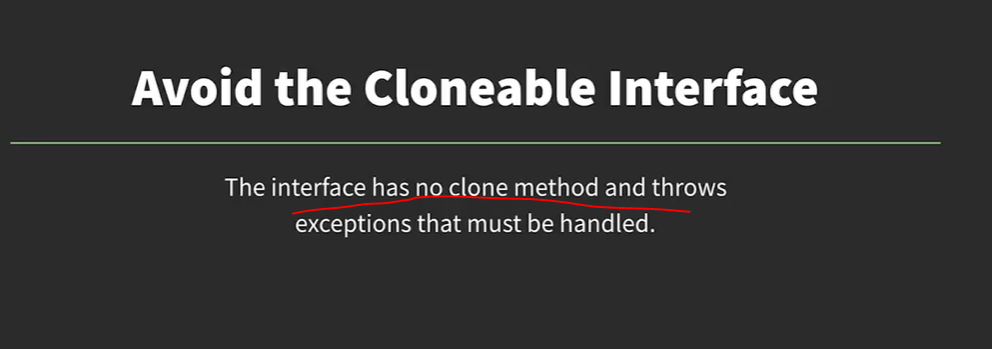 Avoid the Cloneable Interface
The interface has no clone method and throws
exceptions that must be handled.